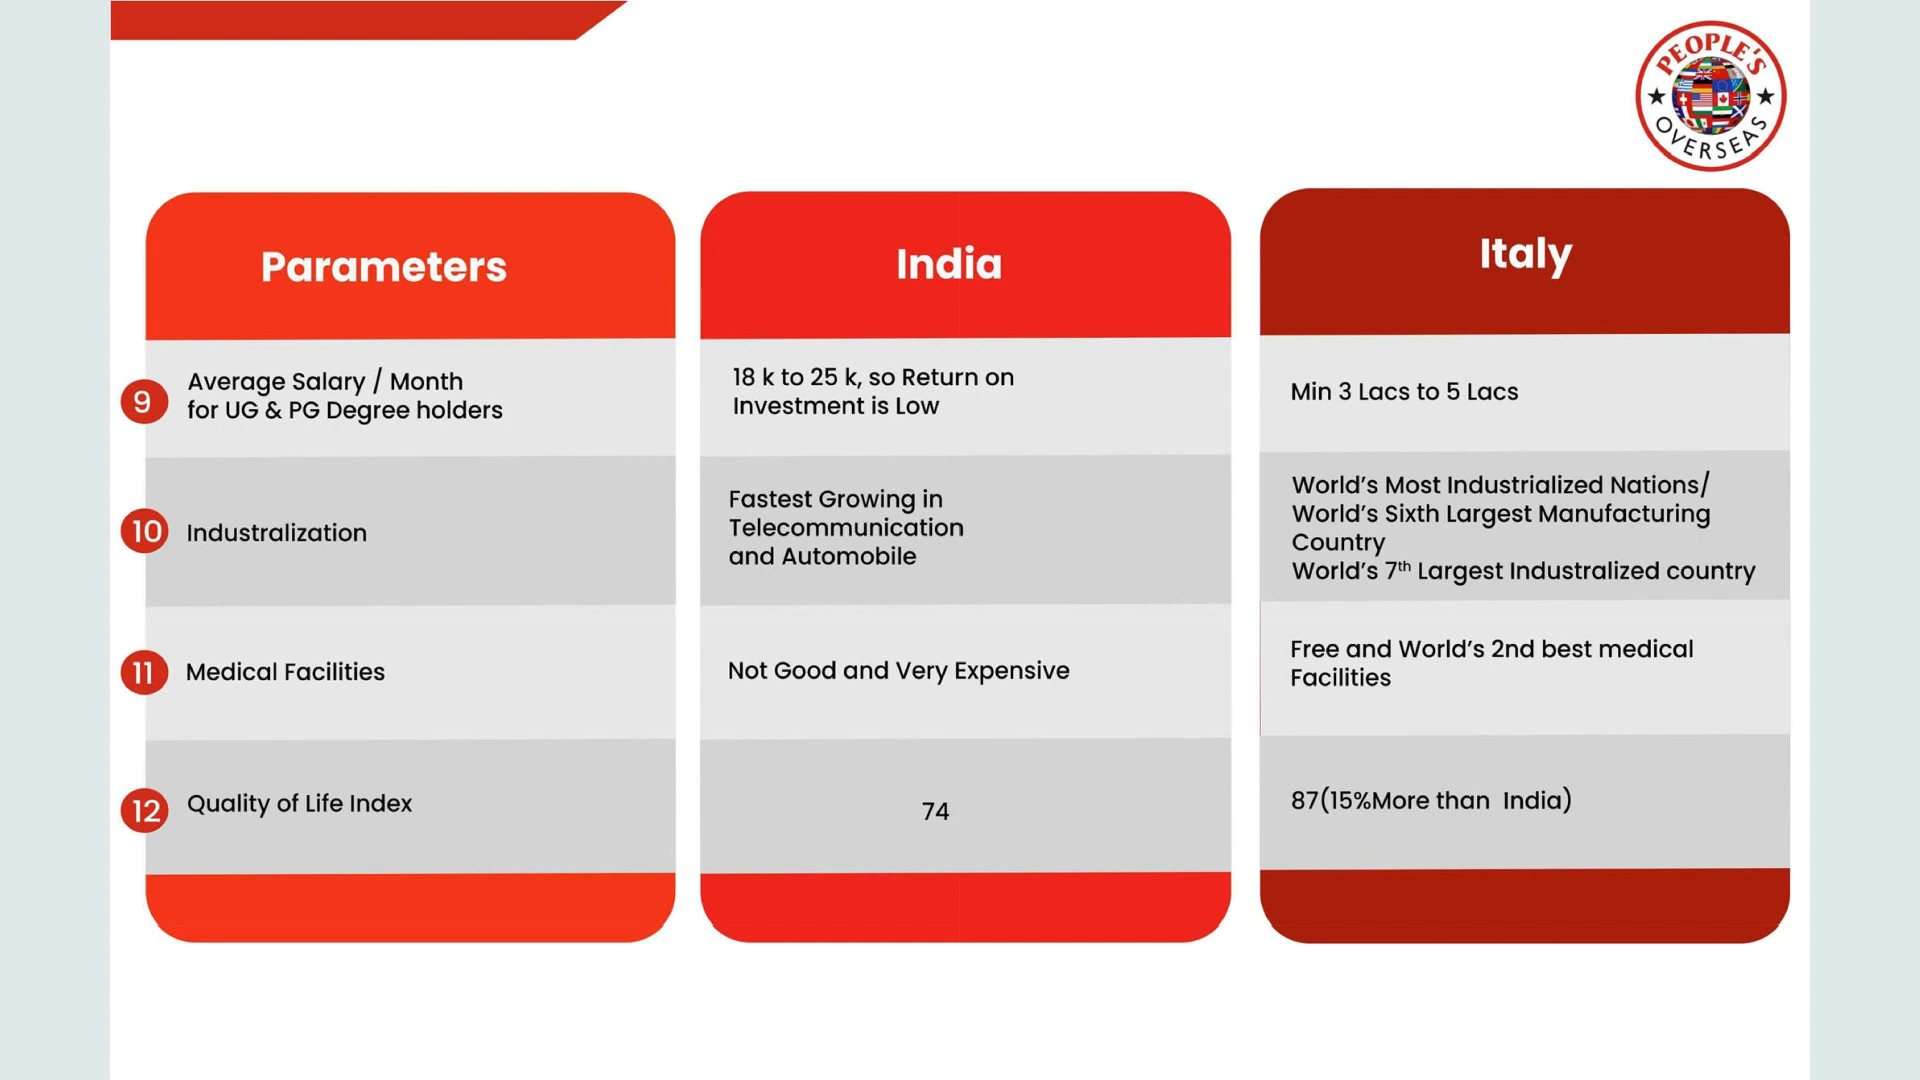 PEOPLE'S
OVERSEAS
Parameters
India
Italy
9
Average Salary / Month
for UG & PG Degree holders
18 k to 25 k, so Return on
Investment is Low
Min 3 Lacs to 5 Lacs
10
Industralization
Fastest Growing in
Telecommunication
and Automobile
World's Most Industrialized Nations/
World's Sixth Largest Manufacturing
Country
World's 7th Largest Industralized country
11
Medical Facilities
Not Good and Very Expensive
Free and World's 2nd best medical
Facilities
12
Quality of Life Index
74
87(15%More than  India)